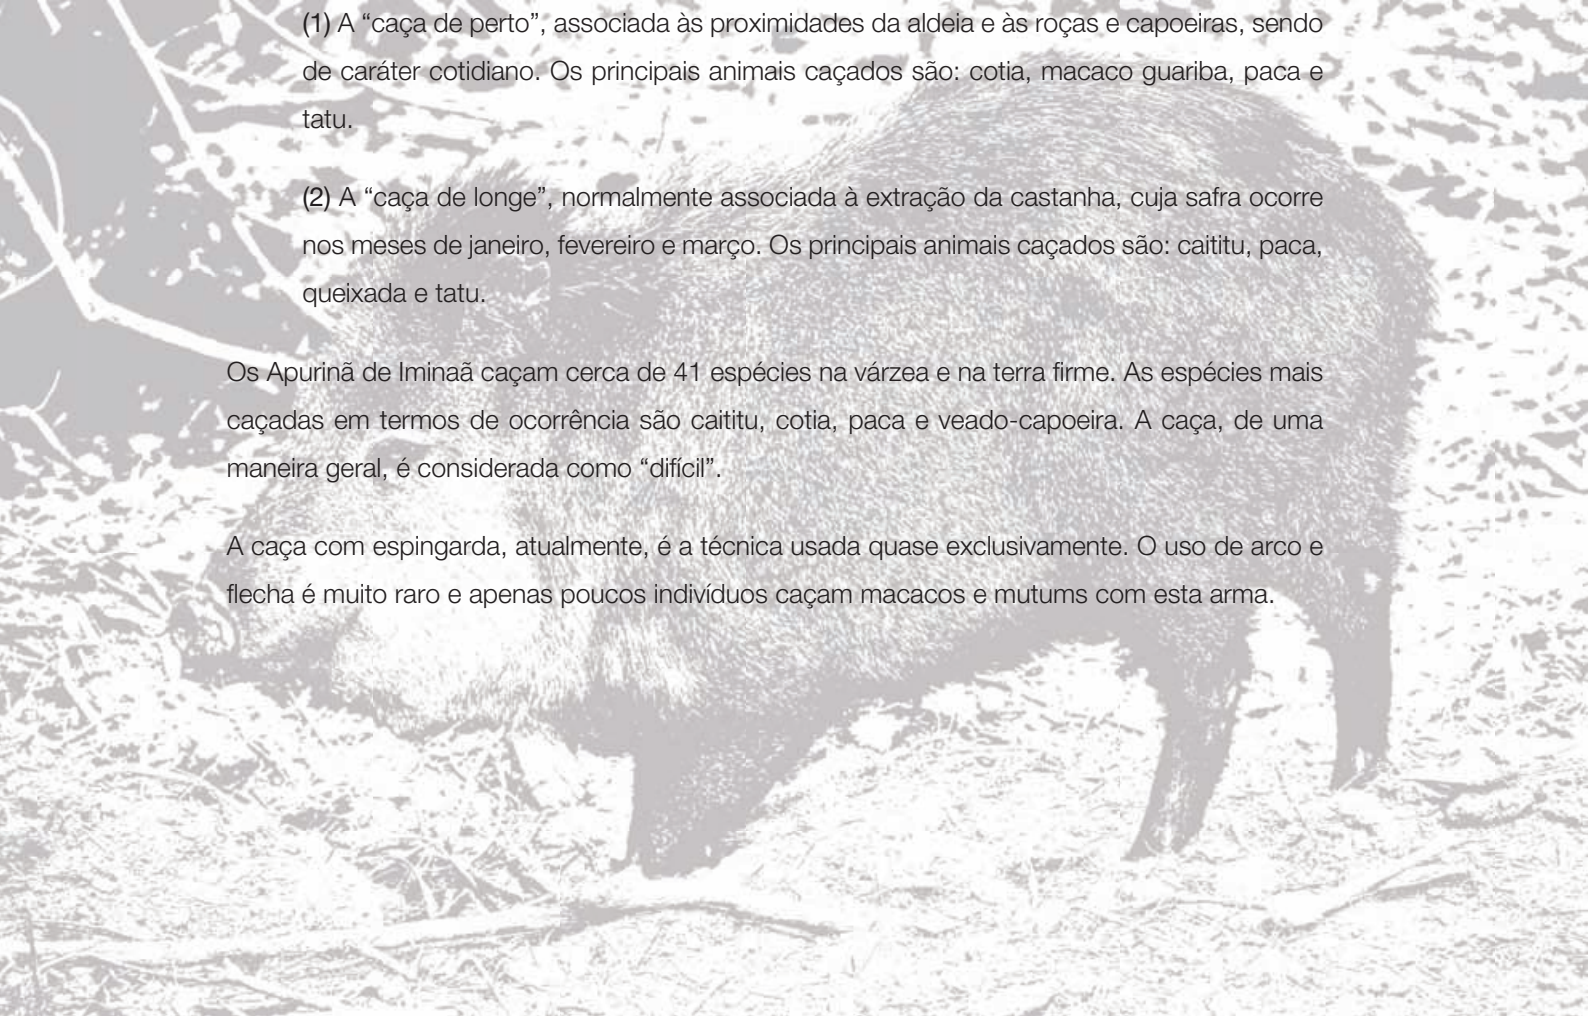 (1) A “caça de perto”, associada às proximidades da aldeia e às roças e capoeiras, sendo
de caráter cotidiano. Os principais animais caçados são: cotia, macaco guariba, paca e
tatu.
(2) A “caça de longe”, normalmente associada à extração da castanha, cuja safra ocorre
nos meses de janeiro, fevereiro e março. Os principais animais caçados são: caititu, paca,
queixada e tatu.
Os Apurinã de Iminaã caçam cerca de 41 espécies na várzea e na terra firme. As espécies mais
caçadas em termos de ocorrência são caititu, cotia, paca e veado-capoeira. A caça, de uma
maneira geral, é considerada como “difícil”.
A caça com espingarda, atualmente, é a técnica usada quase exclusivamente. O uso de arco e
flecha é muito raro e apenas poucos indivíduos caçam macacos e mutums com esta arma.